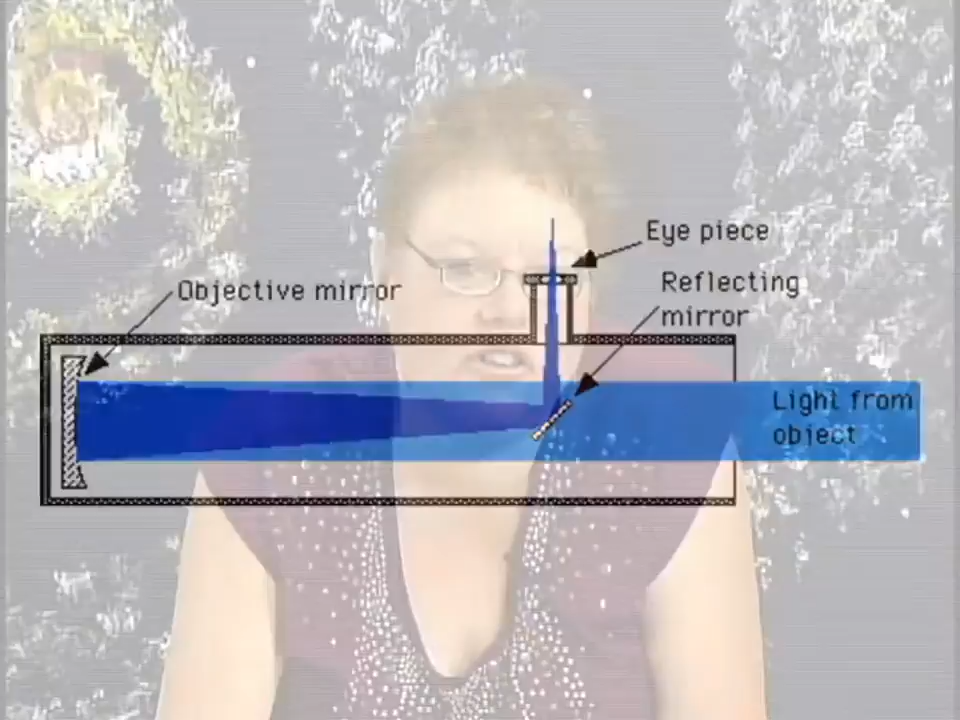 Eye piece
Reflecting
mirror
Objective mirror
Light from
object